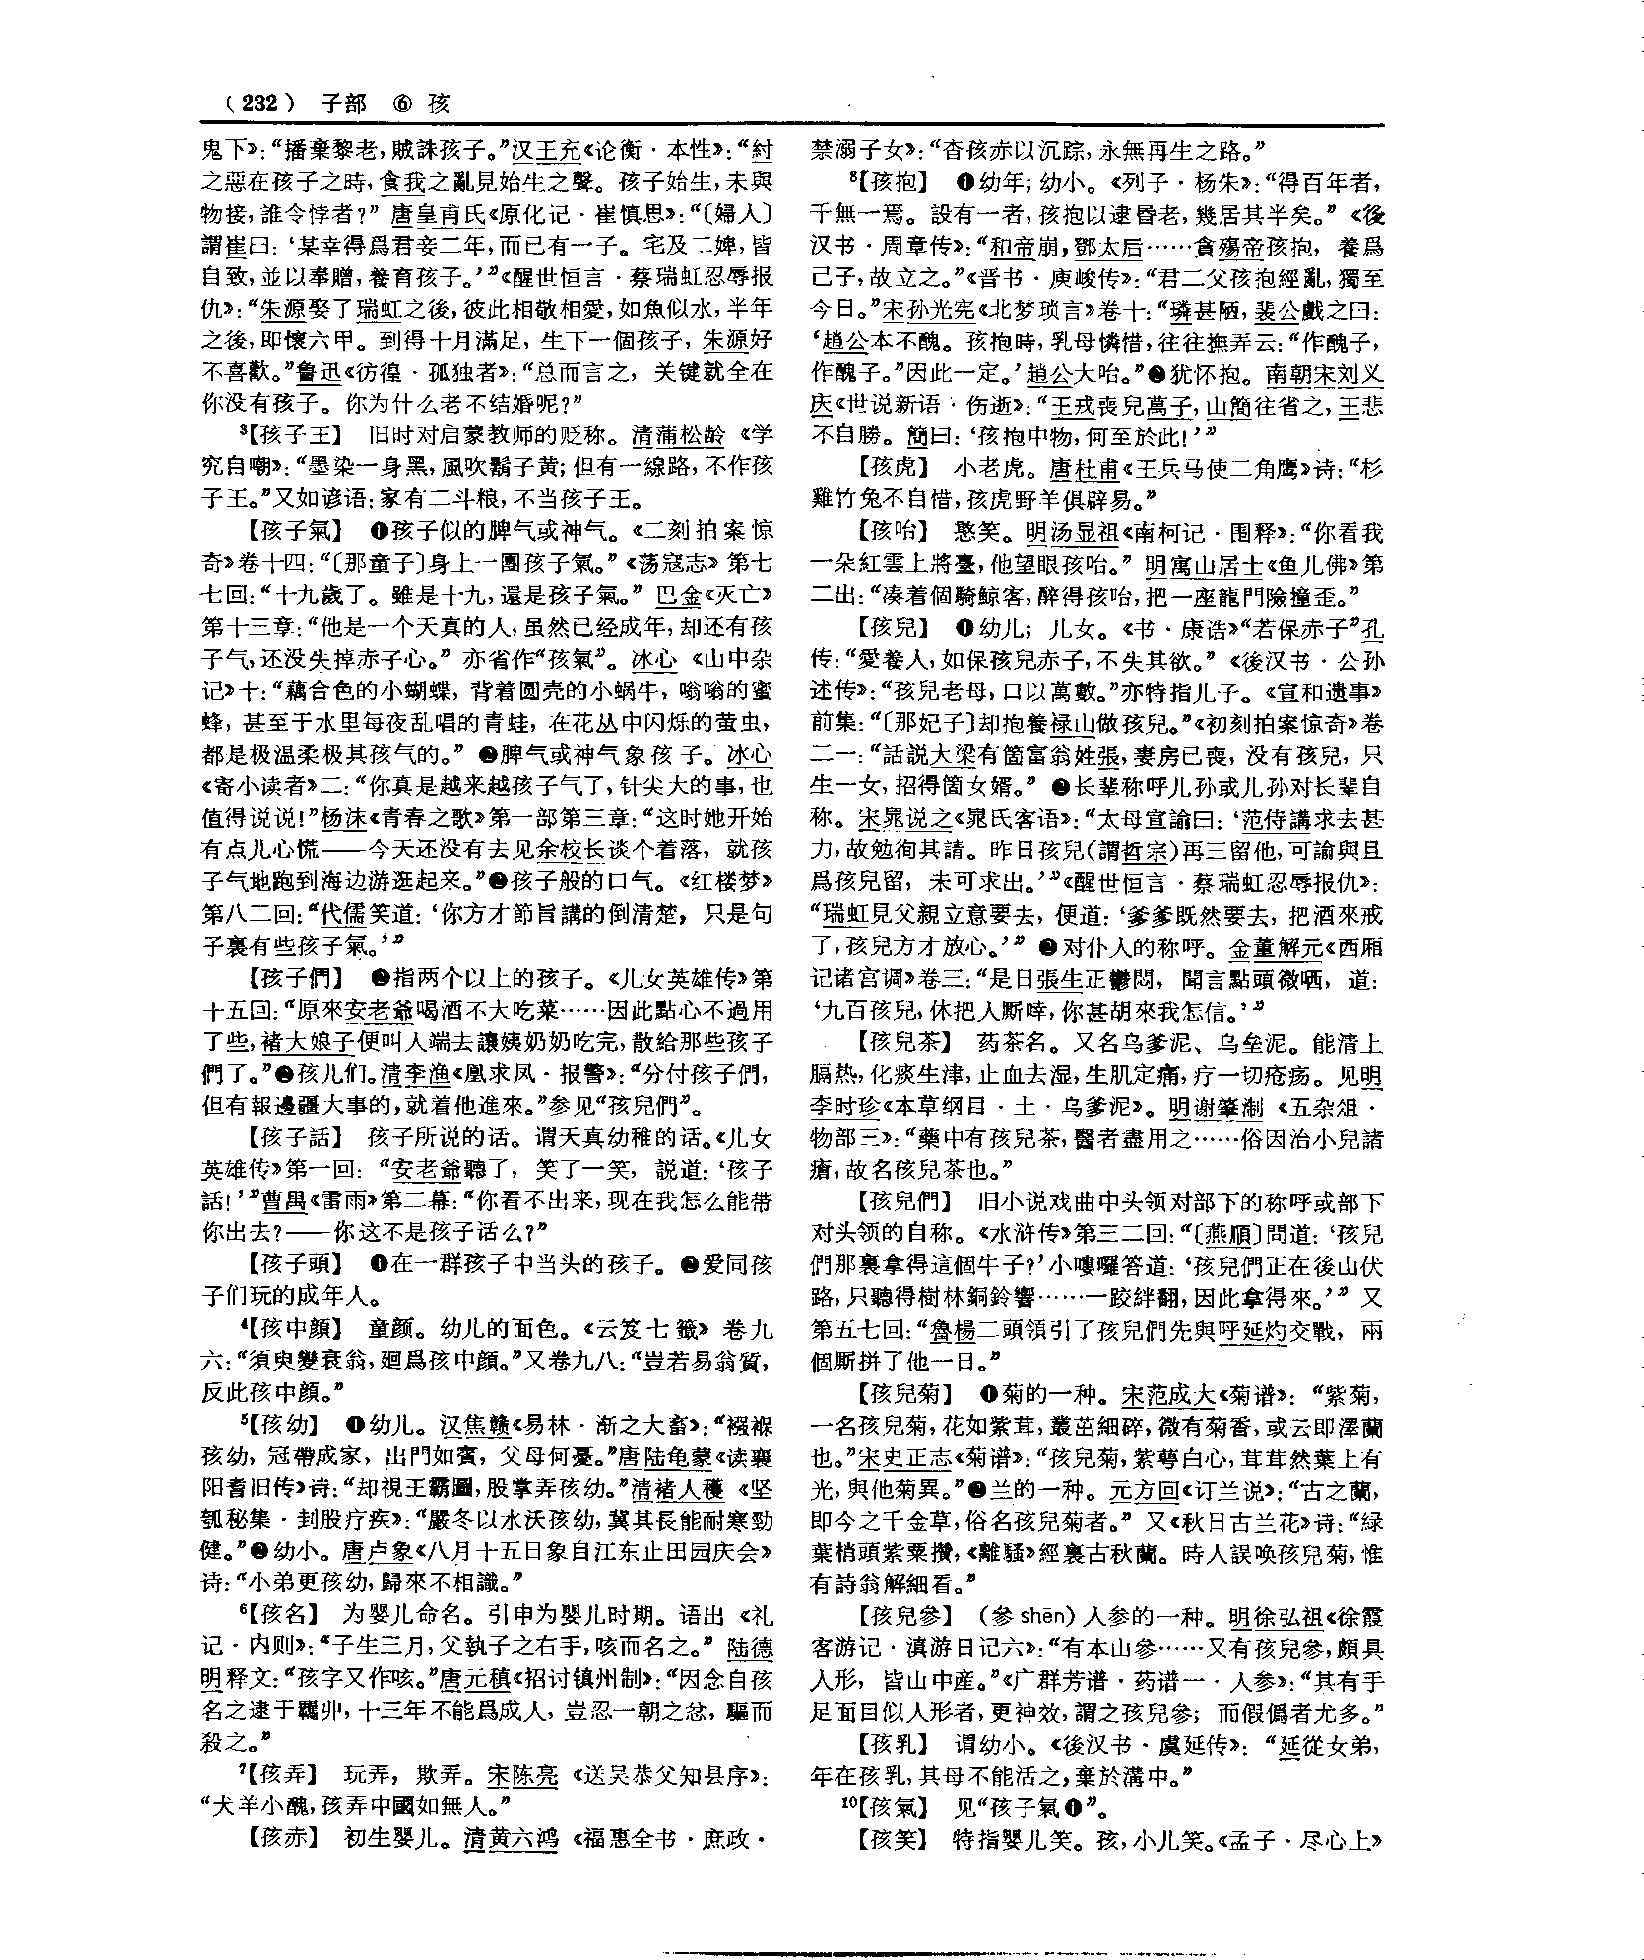 （232） 子部 ⑥ 孩
鬼下》：“播棄黎老，賊誅孩子。”汉王充《论衡·本性》：“紂
之惡在孩子之時，食我之亂見始生之聲。孩子始生，未與
物接，誰令悖者？”唐皇甫氏《原化记·崔慎思》：“〔婦人〕
謂崔曰：‘某幸得爲君妾二年，而已有一子。宅及二婢，皆
自致，並以奉贈，養育孩子。’”《醒世恒言·蔡瑞虹忍辱报
仇》：“朱源娶了瑞虹之後，彼此相敬相愛，如魚似水，半年
之後，即懷六甲。到得十月滿足，生下一個孩子，朱源好
不喜歡。”鲁迅《彷徨·孤独者》：“总而言之，关键就全在
你没有孩子。你为什么老不结婚呢？”
³【孩子王】 旧时对启蒙教师的贬称。清蒲松龄《学
究自嘲》：“墨染一身黑，風吹鬍子黄；但有一線路，不作孩
子王。”又如谚语：家有二斗粮，不当孩子王。
【孩子氣】 ❶孩子似的脾气或神气。《二刻拍案惊
奇》卷十四：“〔那童子〕身上一團孩子氣。”《荡寇志》第七
七回：“十九歲了。雖是十九，還是孩子氣。”巴金《灭亡》
第十三章：“他是一个天真的人，虽然已经成年，却还有孩
子气，还没失掉赤子心。”亦省作“孩氣”。冰心《山中杂
记》十：“藕合色的小蝴蝶，背着圆壳的小蜗牛，嗡嗡的蜜
蜂，甚至于水里每夜乱唱的青蛙，在花丛中闪烁的萤虫，
都是极温柔极其孩气的。”❷脾气或神气象孩子。冰心
《寄小读者》二：“你真是越来越孩子气了，针尖大的事，也
值得说说！”杨沫《青春之歌》第一部第三章：“这时她开始
有点儿心慌——今天还没有去见余校长谈个着落，就孩
子气地跑到海边游逛起来。”❸孩子般的口气。《红楼梦》
第八二回：“代儒笑道：‘你方才節旨講的倒清楚，只是句
子裏有些孩子氣。’”
【孩子們】 ❶指两个以上的孩子。《儿女英雄传》第
十五回：“原來安老爺喝酒不大吃菜……因此點心不過用
了些，褚大娘子便叫人端去讓姨奶奶吃完，散給那些孩子
們了。”❷孩儿们。清李渔《凰求凤·报警》：“分付孩子們，
但有報邊疆大事的，就着他進來。”参见“孩兒們”。
【孩子話】 孩子所说的话。谓天真幼稚的话。《儿女
英雄传》第一回：“安老爺聽了，笑了一笑，説道：‘孩子
話！’”曹禺《雷雨》第二幕：“你看不出来，现在我怎么能带
你出去？——你这不是孩子话么？”
【孩子頭】 ❶在一群孩子中当头的孩子。❷爱同孩
子们玩的成年人。
⁴【孩中顔】 童颜。幼儿的面色。《云笈七籤》卷九
六：“須臾變衰翁，廻爲孩中顔。”又卷九八：“豈若易翁質，
反此孩中顔。”
⁵【孩幼】 ❶幼儿。汉焦赣《易林·渐之大畜》：“襁褓
孩幼，冠帶成家，出門如賓，父母何憂。”唐陆龟蒙《读襄
阳耆旧传》诗：“却視王霸圖，股掌弄孩幼。”清褚人穫《坚
瓠秘集·刲股疗疾》：“嚴冬以水沃孩幼，冀其長能耐寒勁
健。”❷幼小。唐卢象《八月十五日象自江东止田园庆会》
诗：“小弟更孩幼，歸來不相識。”
⁶【孩名】 为婴儿命名。引申为婴儿时期。语出《礼
记·内则》：“子生三月，父執子之右手，咳而名之。”陆德
明释文：“孩字又作咳。”唐元稹《招讨镇州制》：“因念自孩
名之逮于羈丱，十三年不能爲成人，豈忍一朝之忿，驅而
殺之。”
⁷【孩弄】 玩弄，欺弄。宋陈亮《送吴恭父知县序》：
“犬羊小醜，孩弄中國如無人。”
【孩赤】 初生婴儿。清黄六鸿《福惠全书·庶政·
禁溺子女》：“杳孩赤以沉踪，永無再生之路。”
⁸【孩抱】 ❶幼年；幼小。《列子·杨朱》：“得百年者，
千無一焉。設有一者，孩抱以逮昬老，幾居其半矣。”《後
汉书·周章传》：“和帝崩，鄧太后……貪殤帝孩抱，養爲
己子，故立之。”《晋书·庾峻传》：“君二父孩抱經亂，獨至
今日。”宋孙光宪《北梦琐言》卷十：“璘甚陋，裴公戲之曰：
‘趙公本不醜。孩抱時，乳母憐惜，往往撫弄云：“作醜子，
作醜子。”因此一定。’趙公大咍。”❷犹怀抱。南朝宋刘义
庆《世说新语·伤逝》：“王戎喪兒萬子，山簡往省之，王悲
不自勝。簡曰：‘孩抱中物，何至於此！’”
【孩虎】 小老虎。唐杜甫《王兵马使二角鹰》诗：“杉
雞竹兔不自惜，孩虎野羊俱辟易。”
【孩咍】 憨笑。明汤显祖《南柯记·围释》：“你看我
一朵紅雲上將臺，他望眼孩咍。”明寓山居士《鱼儿佛》第
二出：“凑着個騎鯨客，醉得孩咍，把一座龍門險撞歪。”
【孩兒】 ❶幼儿；儿女。《书·康诰》“若保赤子”孔
传：“愛養人，如保孩兒赤子，不失其欲。”《後汉书·公孙
述传》：“孩兒老母，口以萬數。”亦特指儿子。《宣和遗事》
前集：“〔那妃子〕却抱養禄山做孩兒。”《初刻拍案惊奇》卷
二一：“話説大梁有箇富翁姓張，妻房已喪，没有孩兒，只
生一女，招得箇女婿。”❷长辈称呼儿孙或儿孙对长辈自
称。宋晁说之《晁氏客语》：“太母宣諭曰：‘范侍講求去甚
力，故勉徇其請。昨日孩兒（謂哲宗）再三留他，可諭與且
爲孩兒留，未可求出。’”《醒世恒言·蔡瑞虹忍辱报仇》：
“瑞虹見父親立意要去，便道：‘爹爹既然要去，把酒來戒
了，孩兒方才放心。’”❸对仆人的称呼。金董解元《西厢
记诸宫调》卷三：“是日張生正鬱悶，聞言點頭微哂，道：
‘九百孩兒，休把人厮啈，你甚胡來我怎信。’”
【孩兒茶】 药茶名。又名乌爹泥、乌垒泥。能清上
膈热，化痰生津，止血去湿，生肌定痛，疗一切疮疡。见明
李时珍《本草纲目·土·乌爹泥》。明谢肇淛《五杂俎·
物部三》：“藥中有孩兒茶，醫者盡用之……俗因治小兒諸
瘡，故名孩兒茶也。”
【孩兒們】 旧小说戏曲中头领对部下的称呼或部下
对头领的自称。《水浒传》第三二回：“〔燕順〕問道：‘孩兒
們那裏拿得這個牛子？’小嘍囉答道：‘孩兒們正在後山伏
路，只聽得樹林銅鈴響……一跤絆翻，因此拿得來。’”又
第五七回：“魯楊二頭領引了孩兒們先與呼延灼交戰，兩
個厮拼了他一日。”
【孩兒菊】 ❶菊的一种。宋范成大《菊谱》：“紫菊，
一名孩兒菊，花如紫茸，叢茁細碎，微有菊香，或云即澤蘭
也。”宋史正志《菊谱》：“孩兒菊，紫萼白心，茸茸然葉上有
光，與他菊異。”❷兰的一种。元方回《订兰说》：“古之蘭，
即今之千金草，俗名孩兒菊者。”又《秋日古兰花》诗：“緑
葉梢頭紫粟攢，《離騷》經裏古秋蘭。時人誤唤孩兒菊，惟
有詩翁解細看。”
【孩兒參】（參 shēn）人参的一种。明徐弘祖《徐霞
客游记·滇游日记六》：“有本山參……又有孩兒參，頗具
人形，皆山中産。”《广群芳谱·药谱一·人参》：“其有手
足面目似人形者，更神效，謂之孩兒參；而假僞者尤多。”
【孩乳】 谓幼小。《後汉书·虞延传》：“延從女弟，
年在孩乳，其母不能活之，棄於溝中。”
¹⁰【孩氣】 见“孩子氣❶”。
【孩笑】 特指婴儿笑。孩，小儿笑。《孟子·尽心上》